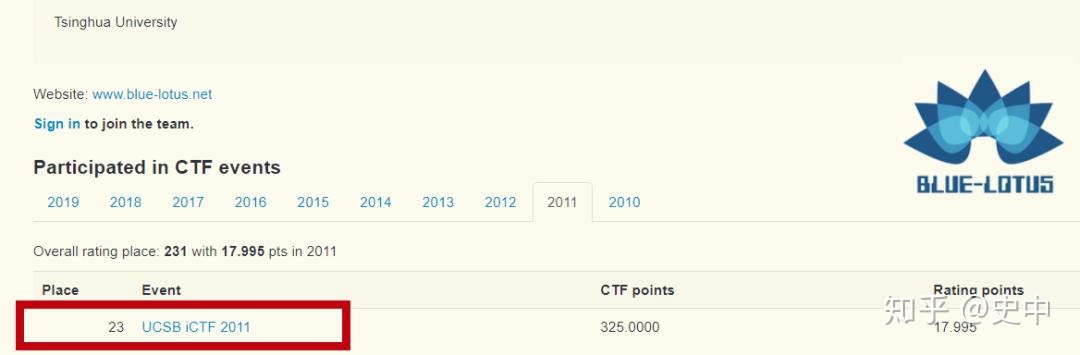 Tsinghua University
Website: www.blue-lotus.net
Sign in to join the team.
BLUE-LOTUS
Participated in CTF events
2019 2018 2017 2016 2015 2014 2013 2012 2011 2010
Overall rating place: 231 with 17.995 pts in 2011
Place Event CTF points Rating points
23 UCSB iCTF 2011 325.0000 17.995
知乎 @史中